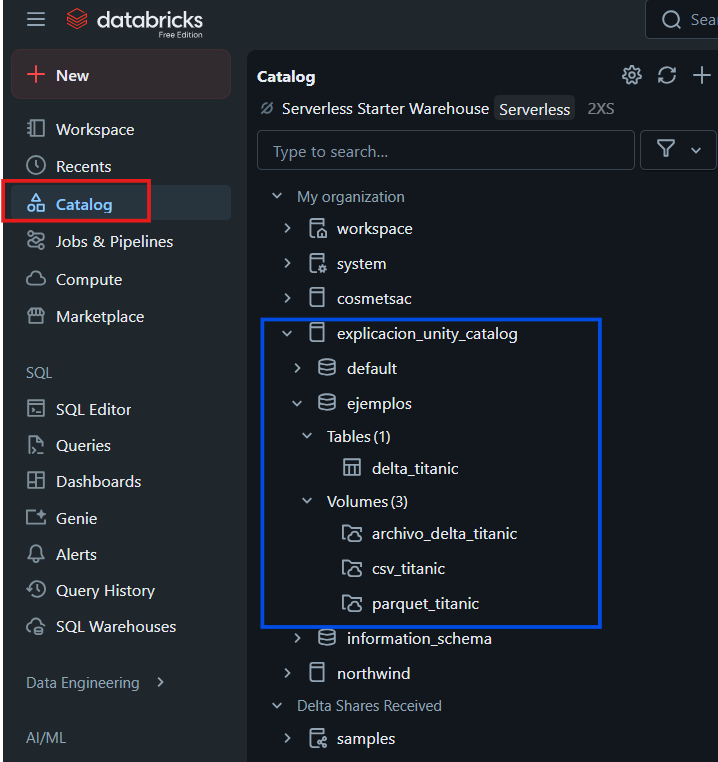 databricks
Free Edition
Sea
New
Workspace
Recents
Catalog
Jobs & Pipelines
Compute
Marketplace
SQL
SQL Editor
Queries
Dashboards
Genie
Alerts
Query History
SQL Warehouses
Data Engineering
AI/ML
Catalog
Serverless Starter Warehouse Serverless 2XS
Type to search...
My organization
workspace
system
cosmetsac
explicacion_unity_catalog
default
ejemplos
Tables (1)
delta_titanic
Volumes (3)
archivo_delta_titanic
csv_titanic
parquet_titanic
information_schema
northwind
Delta Shares Received
samples